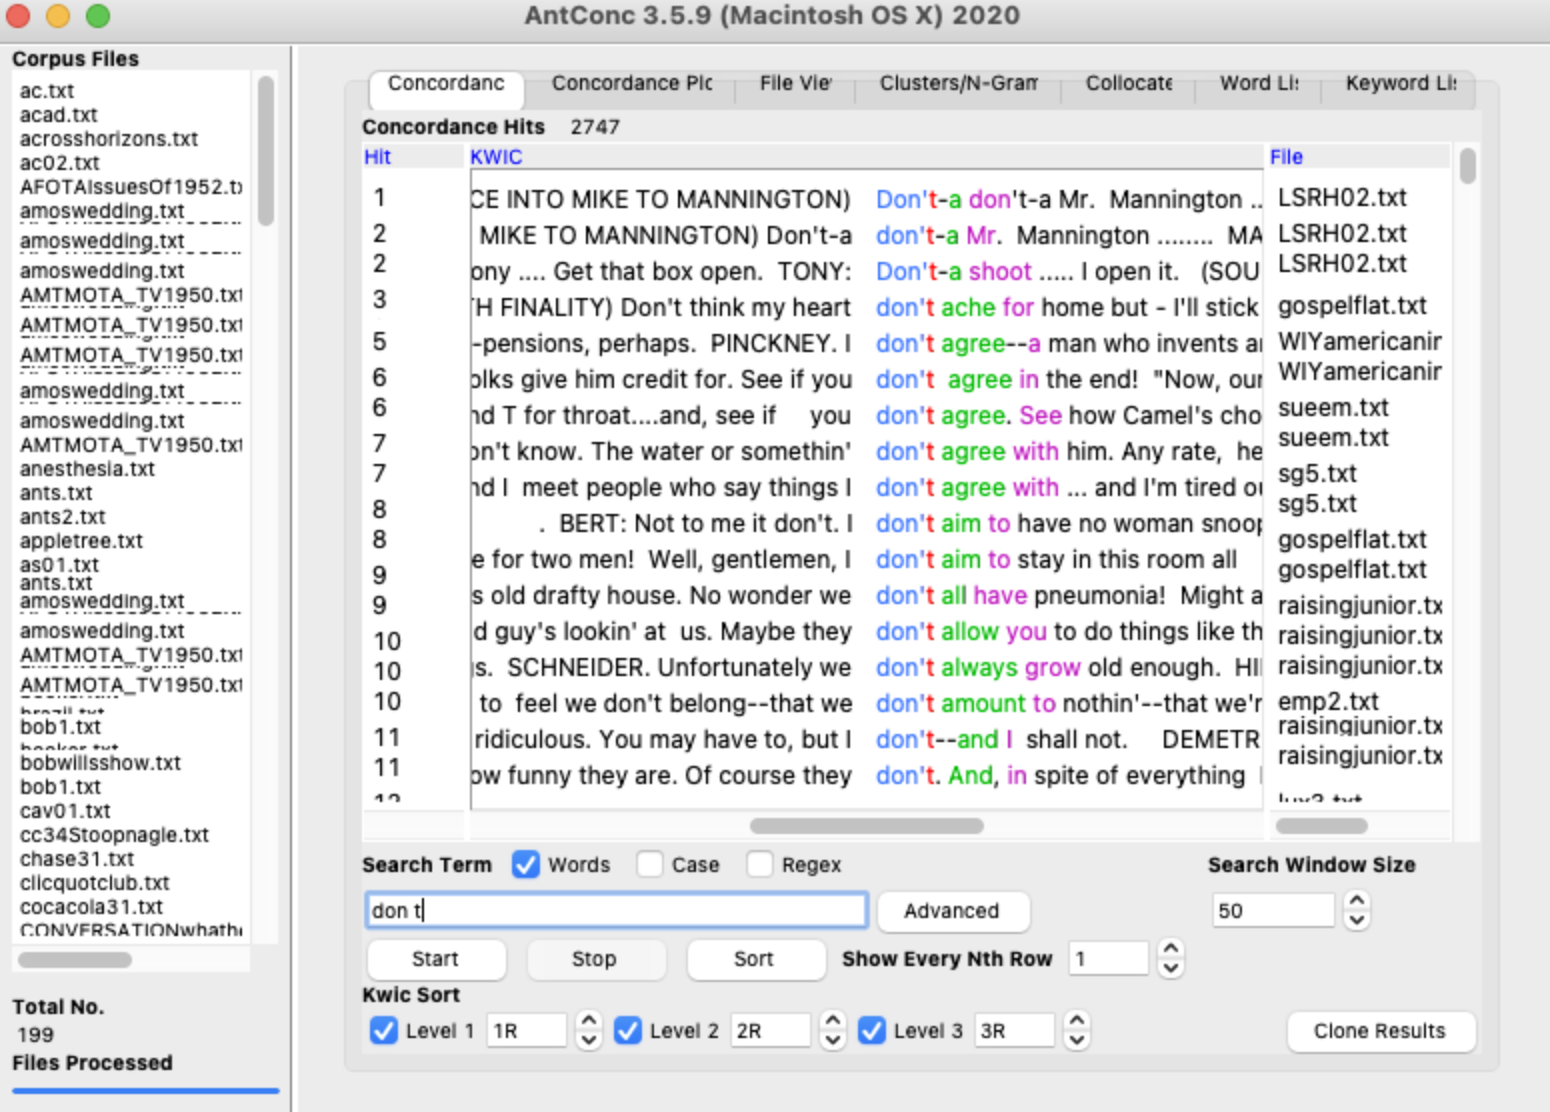 AntConc 3.5.9 (Macintosh OS X) 2020
Corpus Files
ac.txt
acad.txt
acrosshorizons.txt
ac02.txt
AFOTAIssuesOf1952.t
amoswedding.txt
amoswedding.txt
amoswedding.txt
AMTMOTA_TV1950.txt
AMTMOTA_TV1950.txt
AMTMOTA_TV1950.txt
amoswedding.txt
amoswedding.txt
AMTMOTA_TV1950.txt
anesthesia.txt
ants.txt
ants2.txt
appletree.txt
as01.txt
ants.txt
amoswedding.txt
amoswedding.txt
AMTMOTA_TV1950.txt
AMTMOTA_TV1950.txt
bob1.txt
bobwillsshow.txt
bob1.txt
cav01.txt
cc34Stoopnagle.txt
chase31.txt
clicquotclub.txt
cocacola31.txt
CONVERSATIONwhath
Total No.
199
Files Processed
Concordanc Concordance Plc File Vie Clusters/N-Gram Collocate Word Lis Keyword Lis
Concordance Hits 2747
Hit KWIC File
1 CE INTO MIKE TO MANNINGTON) Don't-a don't-a Mr. Mannington .. LSRH02.txt
2 MIKE TO MANNINGTON) Don't-a don't-a Mr. Mannington ........ MA LSRH02.txt
2 ony .... Get that box open. TONY: Don't-a shoot ..... I open it. (SOU LSRH02.txt
3 H FINALITY) Don't think my heart don't ache for home but - I'll stick gospelflat.txt
5 -pensions, perhaps. PINCKNEY. I don't agree--a man who invents a WIYamericanir
6 olks give him credit for. See if you don't agree in the end! "Now, our WIYamericanir
6 nd T for throat....and, see if you don't agree. See how Camel's cho sueem.txt
7 on't know. The water or somethin' don't agree with him. Any rate, he sueem.txt
7 nd I meet people who say things I don't agree with ... and I'm tired o sg5.txt
8 . BERT: Not to me it don't. I don't aim to have no woman snoop sg5.txt
8 e for two men! Well, gentlemen, I don't aim to stay in this room all gospelflat.txt
9 s old drafty house. No wonder we don't all have pneumonia! Might a gospelflat.txt
9 d guy's lookin' at us. Maybe they don't allow you to do things like th raisingjunior.tx
10 s. SCHNEIDER. Unfortunately we don't always grow old enough. HI raisingjunior.tx
10 to feel we don't belong--that we don't amount to nothin'--that we'r raisingjunior.tx
10 ridiculous. You may have to, but I don't--and I shall not. DEMETR emp2.txt
11 ow funny they are. Of course they don't. And, in spite of everything raisingjunior.txt
11 raisingjunior.tx
Search Term Words Case Regex Search Window Size
don t Advanced 50
Start Stop Sort Show Every Nth Row 1
Kwic Sort
Level 1 1R Level 2 2R Level 3 3R Clone Results